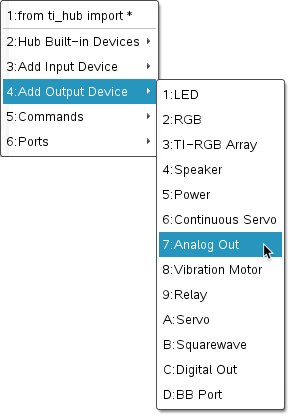 1:from ti_hub import *
2:Hub Built-in Devices
3:Add Input Device
4:Add Output Device
5:Commands
6:Ports
1:LED
2:RGB
3:TI-RGB Array
4:Speaker
5:Power
6:Continuous Servo
7:Analog Out
8:Vibration Motor
9:Relay
A:Servo
B:Squarewave
C:Digital Out
D:BB Port